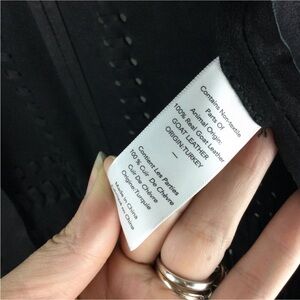 Contains Non-textile
Parts Of
Animal Origin:
100% Real Goat Leather
GOAT LEATHER
ORIGIN:TURKEY
—
Contient Les Parties
100 % Cuir De Chèvre
Cuir De Chèvre
Origine:Turquie
Made in China